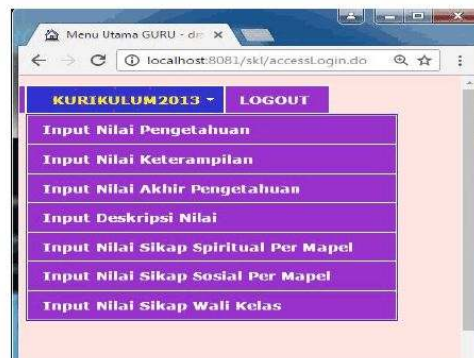 Menu Utama GURU - dr
localhost:8081/skl/accessLogin.do
KURIKULUM2013 LOGOUT
Input Nilai Pengetahuan
Input Nilai Keterampilan
Input Nilai Akhir Pengetahuan
Input Deskripsi Nilai
Input Nilai Sikap Spiritual Per Mapel
Input Nilai Sikap Sosial Per Mapel
Input Nilai Sikap Wali Kelas